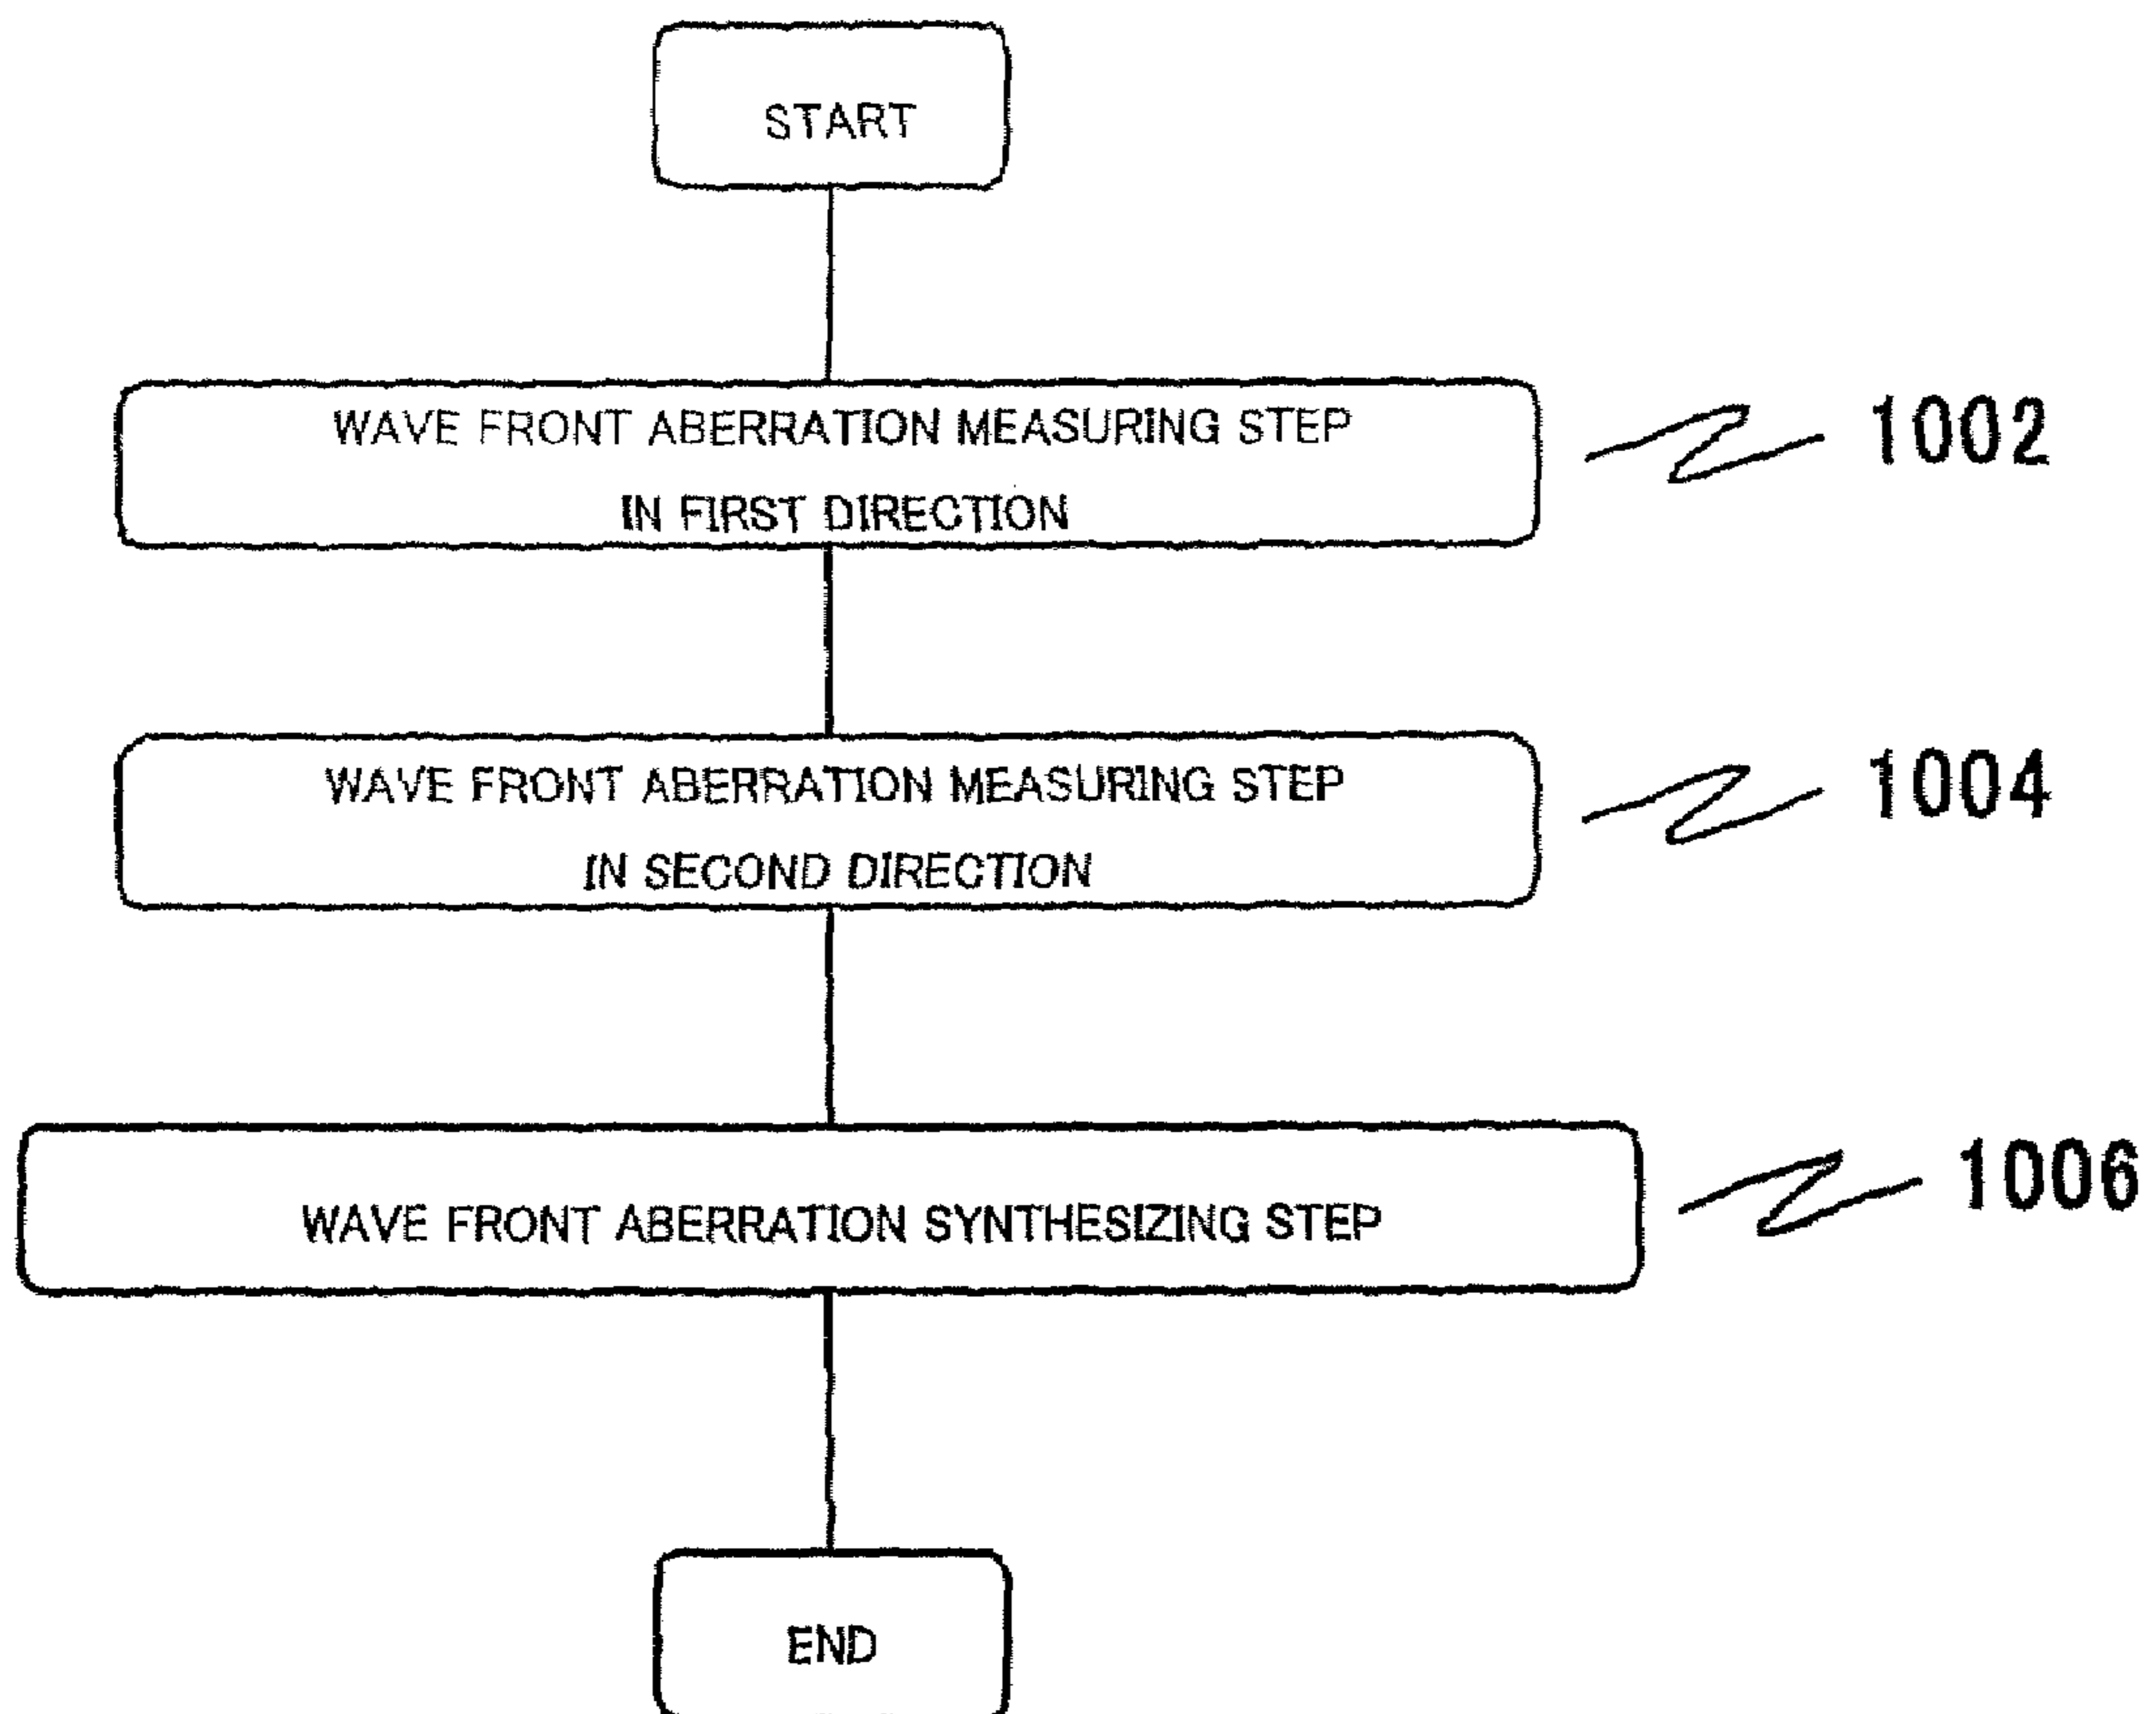 START
WAVE FRONT ABERRATION MEASURING STEP
IN FIRST DIRECTION
1002
WAVE FRONT ABERRATION MEASURING STEP
IN SECOND DIRECTION
1004
WAVE FRONT ABERRATION SYNTHESIZING STEP
1006
END